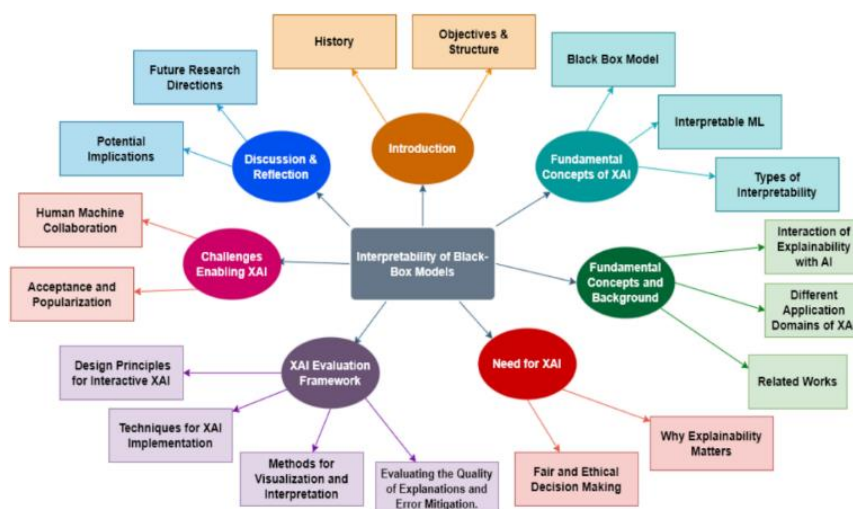 History
Objectives &
Structure
Future Research
Directions
Black Box Model
Potential
Implications
Discussion &
Reflection
Introduction
Fundamental
Concepts of XAI
Interpretable ML
Types of
Interpretability
Human Machine
Collaboration
Challenges
Enabling XAI
Interpretability of Black-
Box Models
Fundamental
Concepts and
Background
Interaction of
Explainability
with AI
Acceptance and
Popularization
Different
Application
Domains of XA
Design Principles
for Interactive XAI
XAI Evaluation
Framework
Need for XAI
Related Works
Techniques for XAI
Implementation
Why Explainability
Matters
Methods for
Visualization and
Interpretation
Evaluating the Quality
of Explanations and
Error Mitigation.
Fair and Ethical
Decision Making